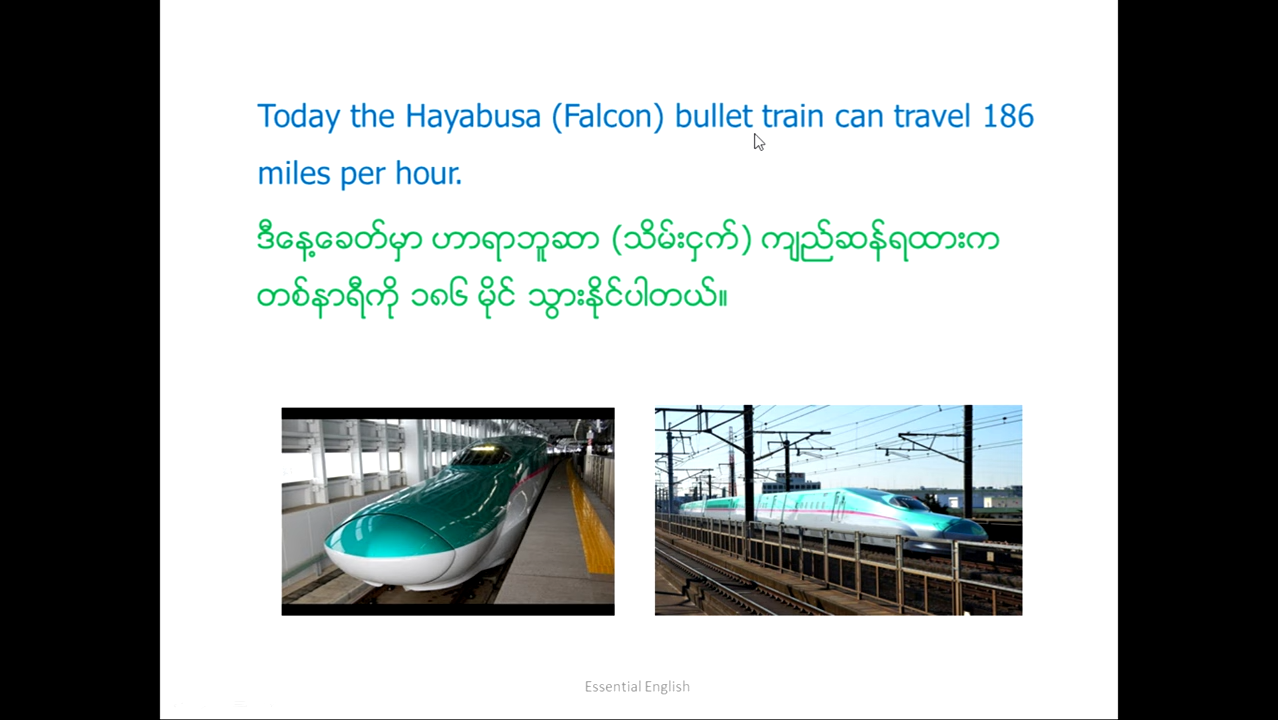 Today the Hayabusa (Falcon) bullet train can travel 186
miles per hour.
ဒီနေ့ခေတ်မှာ ဟာရာဘူဆာ (သိမ်းငှက်) ကျည်ဆန်ရထားက
တစ်နာရီကို ၁၈၆ မိုင် သွားနိုင်ပါတယ်။
Essential English